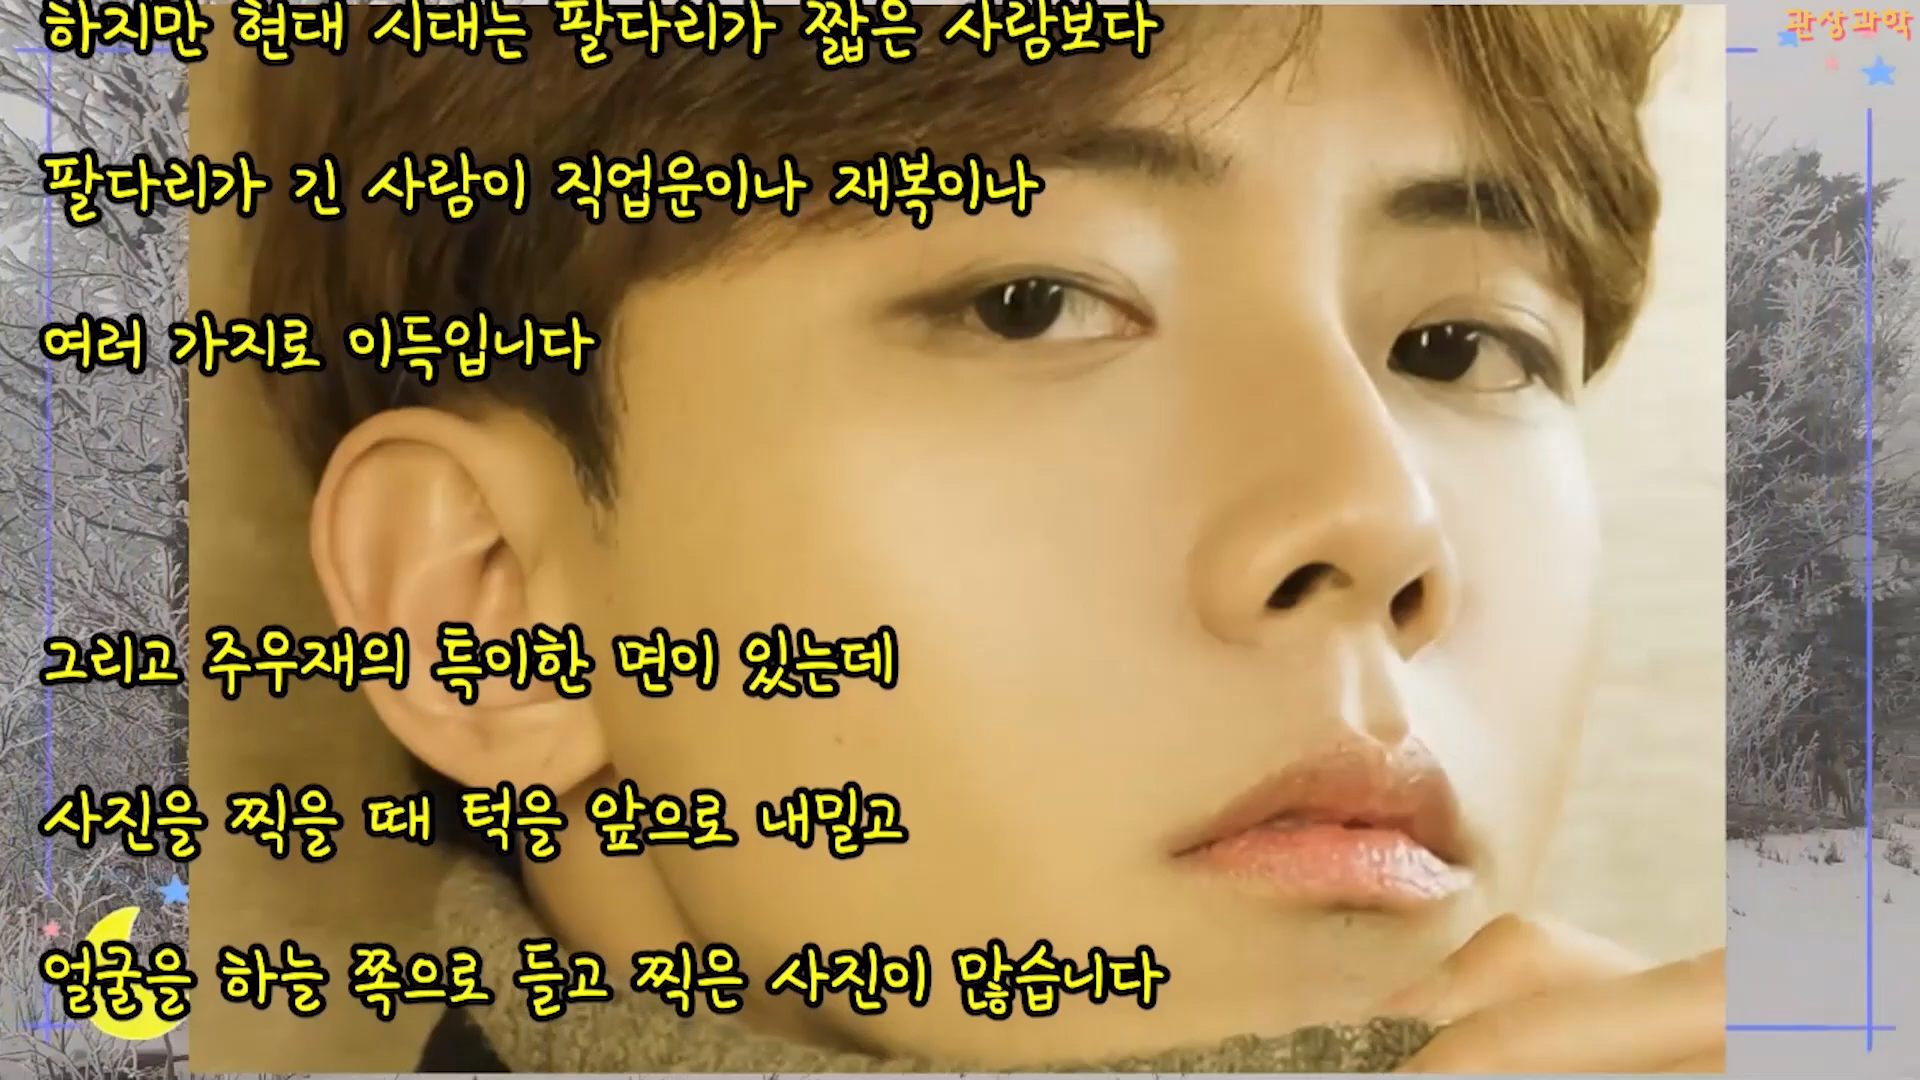 하지만 현대 시대는 팔다리가 짧은 사람보다
팔다리가 긴 사람이 직업운이나 재복이나
여러 가지로 이득입니다
그리고 주우재의 특이한 면이 있는데
사진을 찍을 때 턱을 앞으로 내밀고
얼굴을 하늘 쪽으로 들고 찍은 사진이 많습니다
관상과학